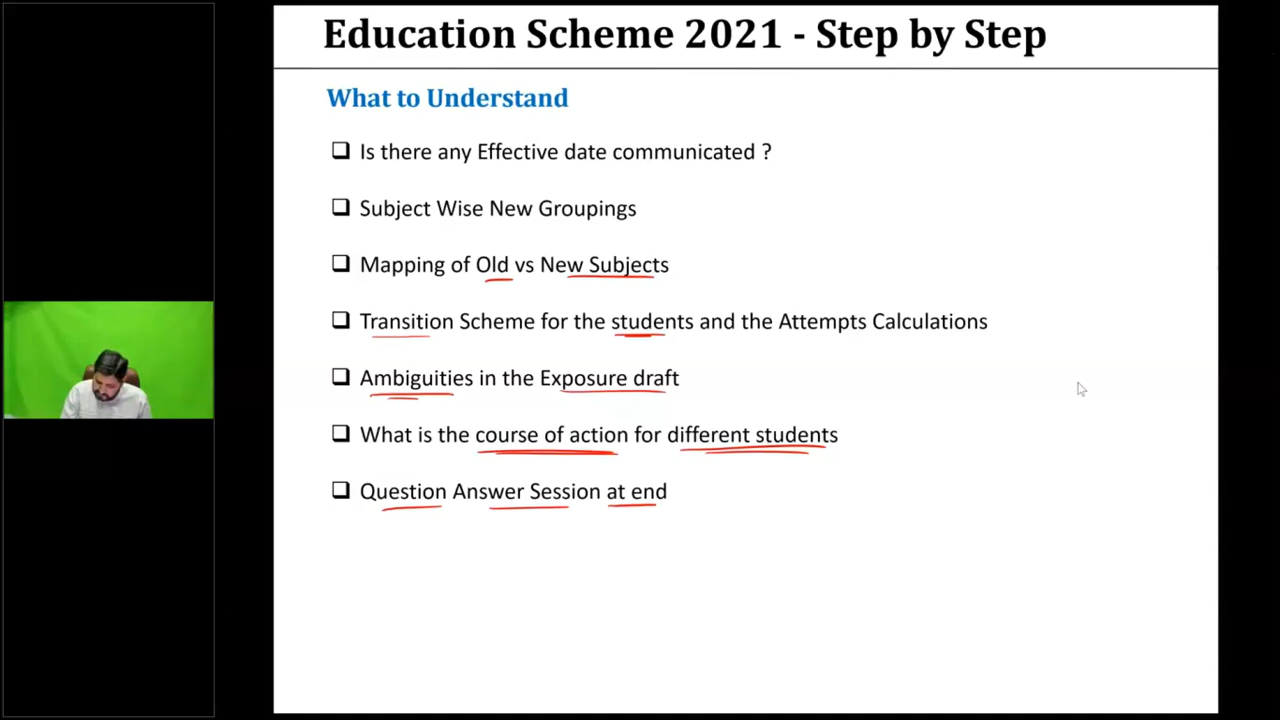 Education Scheme 2021 - Step by Step
What to Understand
Is there any Effective date communicated ?
Subject Wise New Groupings
Mapping of Old vs New Subjects
Transition Scheme for the students and the Attempts Calculations
Ambiguities in the Exposure draft
What is the course of action for different students
Question Answer Session at end